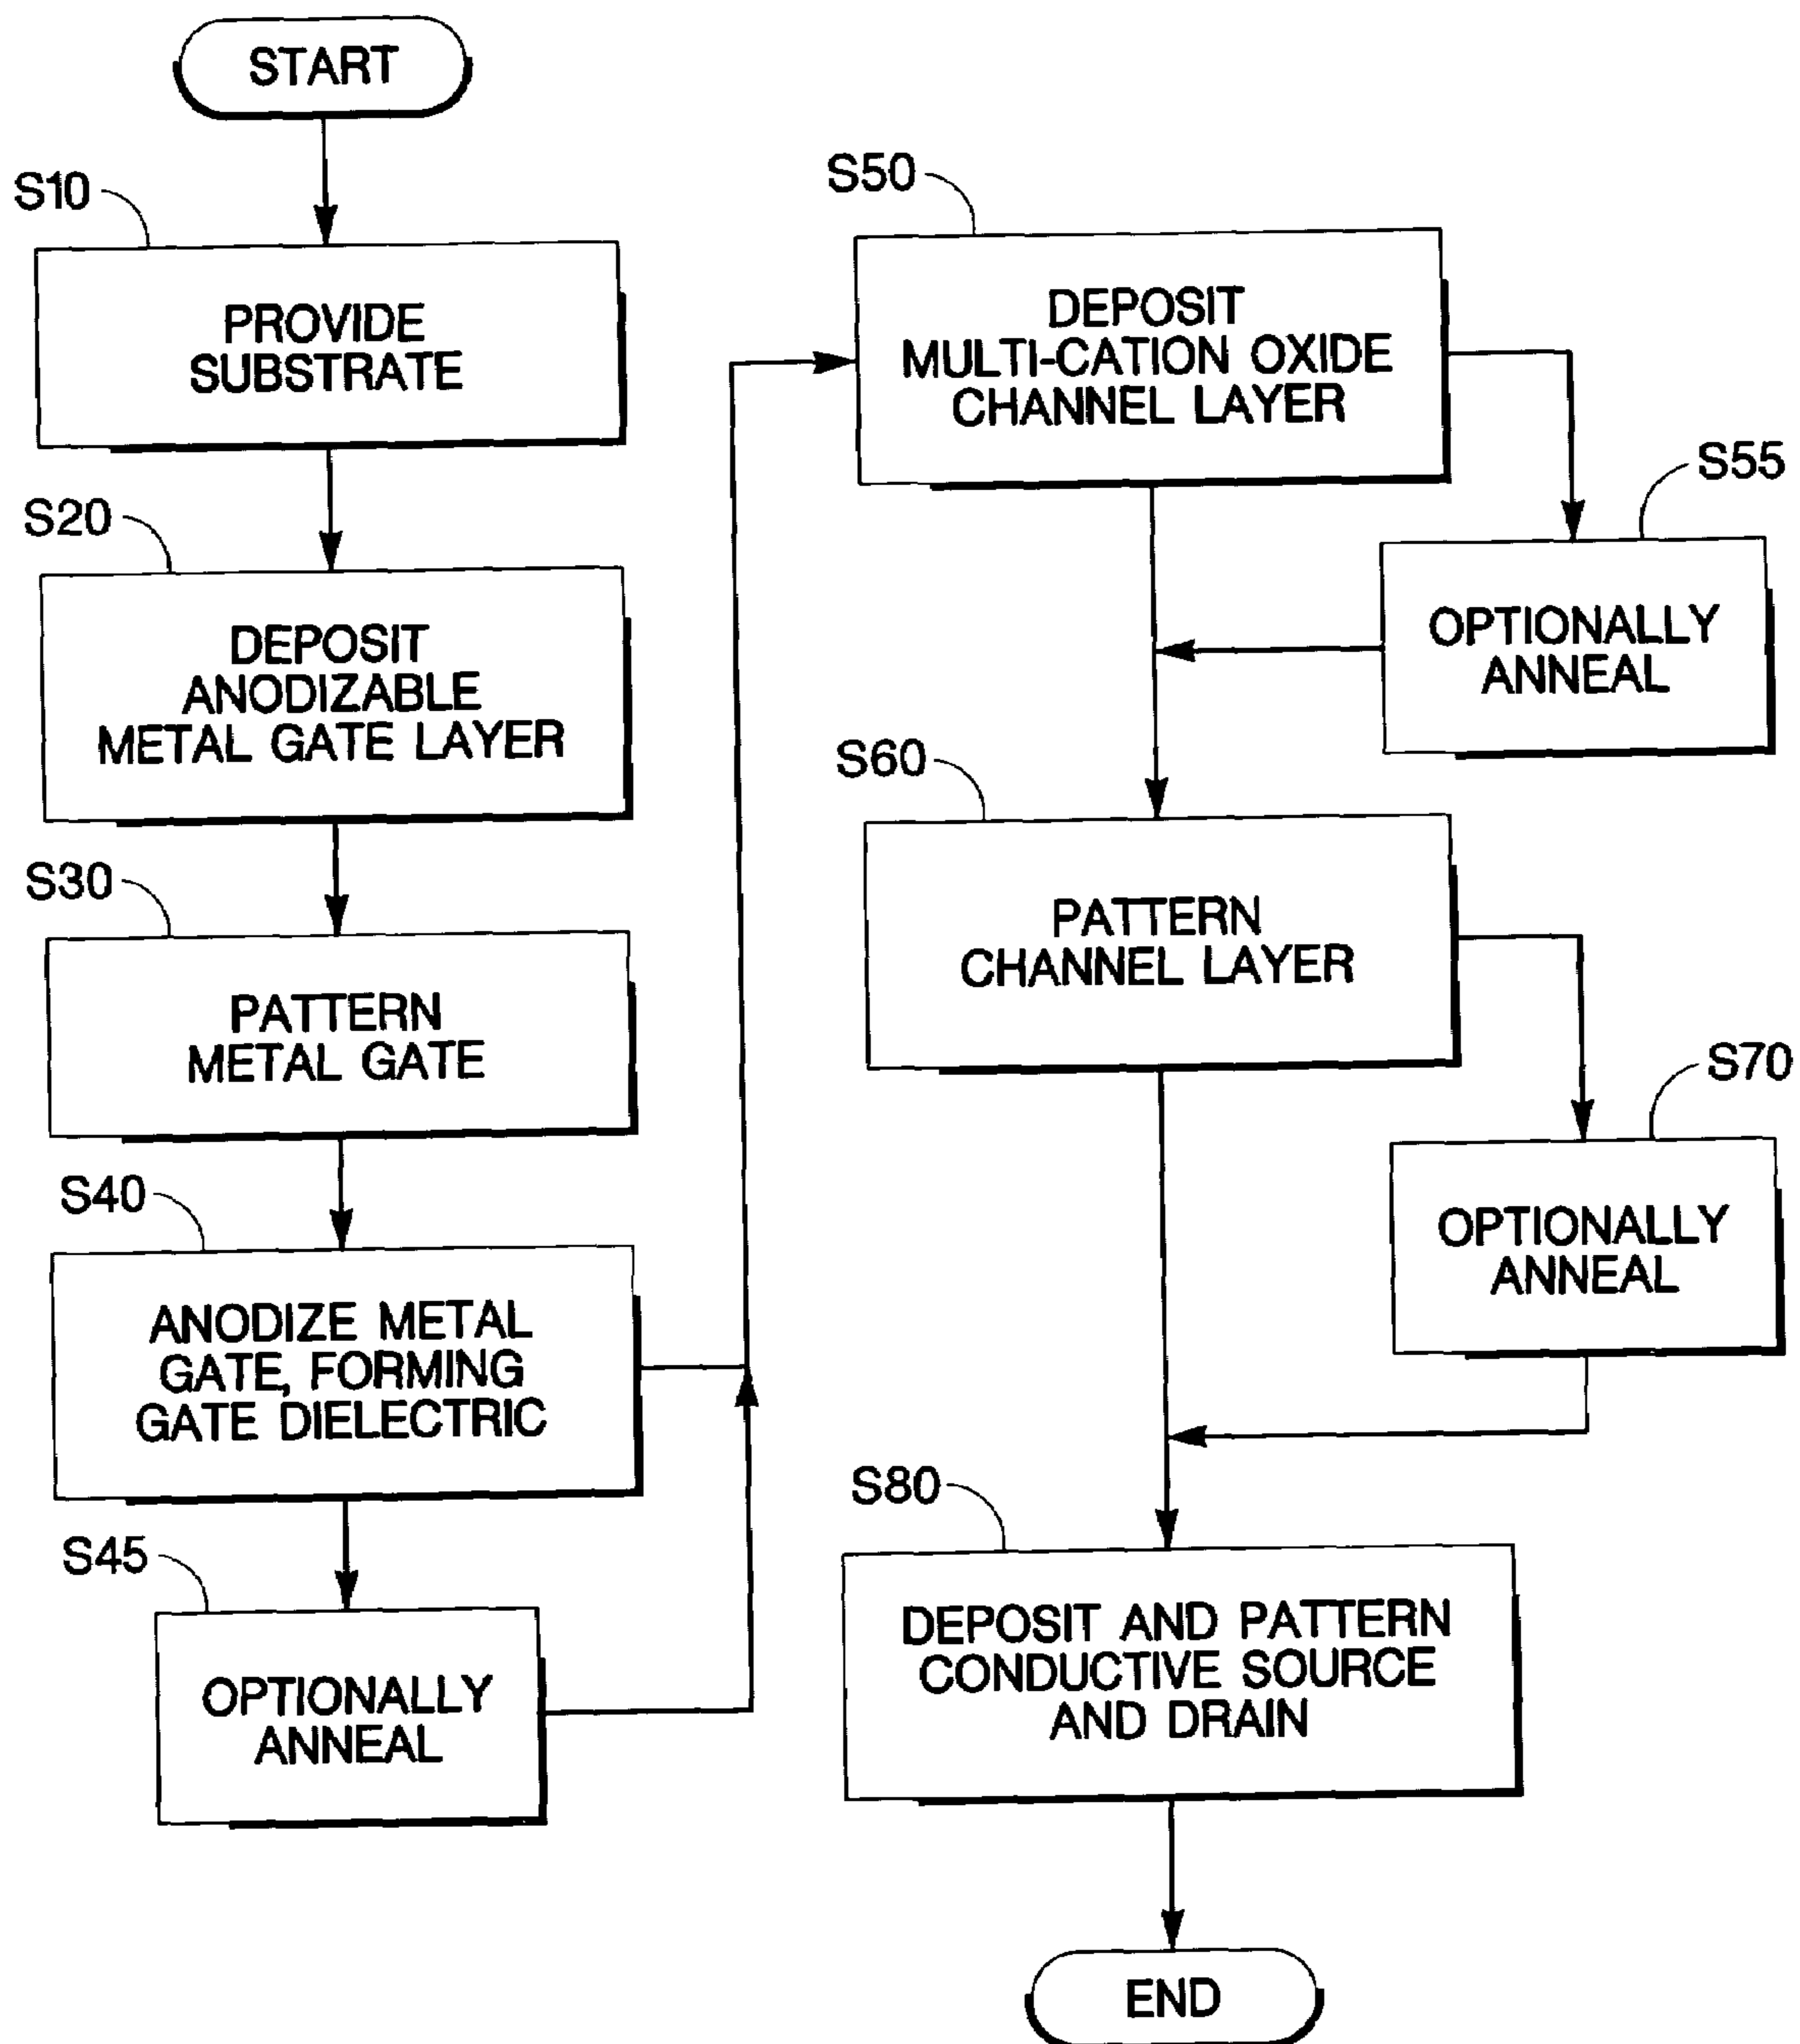 START
S10
PROVIDE
SUBSTRATE
S20
DEPOSIT
ANODIZABLE
METAL GATE LAYER
S30
PATTERN
METAL GATE
S40
ANODIZE METAL
GATE, FORMING
GATE DIELECTRIC
S45
OPTIONALLY
ANNEAL
S50
DEPOSIT
MULTI-CATION OXIDE
CHANNEL LAYER
S55
OPTIONALLY
ANNEAL
S60
PATTERN
CHANNEL LAYER
S70
OPTIONALLY
ANNEAL
S80
DEPOSIT AND PATTERN
CONDUCTIVE SOURCE
AND DRAIN
END